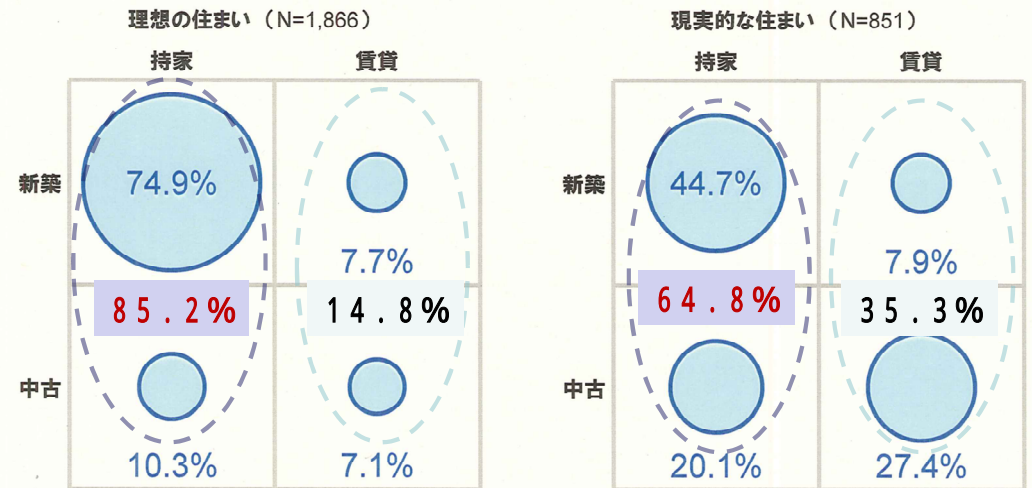 理想の住まい（N=1,866）
持家 賃貸
新築 74.9% 7.7%
85.2% 14.8%
中古 10.3% 7.1%
現実的な住まい（N=851）
持家 賃貸
新築 44.7% 7.9%
64.8% 35.3%
中古 20.1% 27.4%